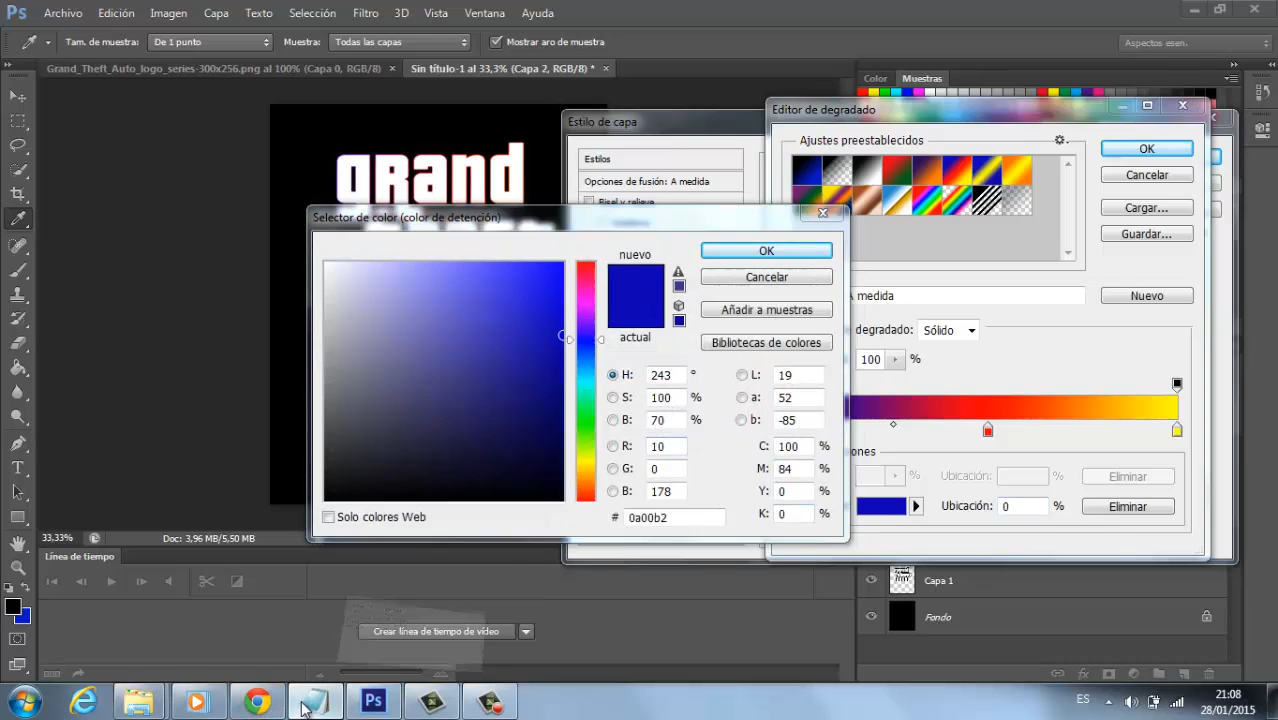 Ps Archivo Edición Imagen Capa Texto Selección Filtro 3D Vista Ventana Ayuda
Tam. de muestra: De 1 punto Muestra: Todas las capas Mostrar aro de muestra Aspectos esen.
Grand_Theft_Auto_logo_series-300x256.png al 100% (Capa 0, RGB/8) × Sin título-1 al 33,3% (Capa 2, RGB/8) * × Color Muestras
Estilo de capa Editor de degradado
Ajustes preestablecidos OK
Estilos
Cancelar
Opciones de fusión: A medida
Bisel y relieve
Cargar...
Guardar...
grand
Selector de color (color de detención)
nuevo OK
Cancelar
A medida Nuevo
Añadir a muestras
actual Bibliotecas de colores degradado: Sólido
100 %
H: 243 ° L: 19
S: 100 % a: 52
B: 70 % b: -85
R: 10 C: 100 %
G: 0 M: 84 %
B: 178 Y: 0 %
# 0a00b2 K: 0 %
Solo colores Web
ones
% Ubicación: % Eliminar
Ubicación: 0 % Eliminar
33,33% Doc: 3,96 MB/5,50 MB
Línea de tiempo
Capa 1
Fondo
Crear línea de tiempo de vídeo
fx
Ps ES 21:08
28/01/2015